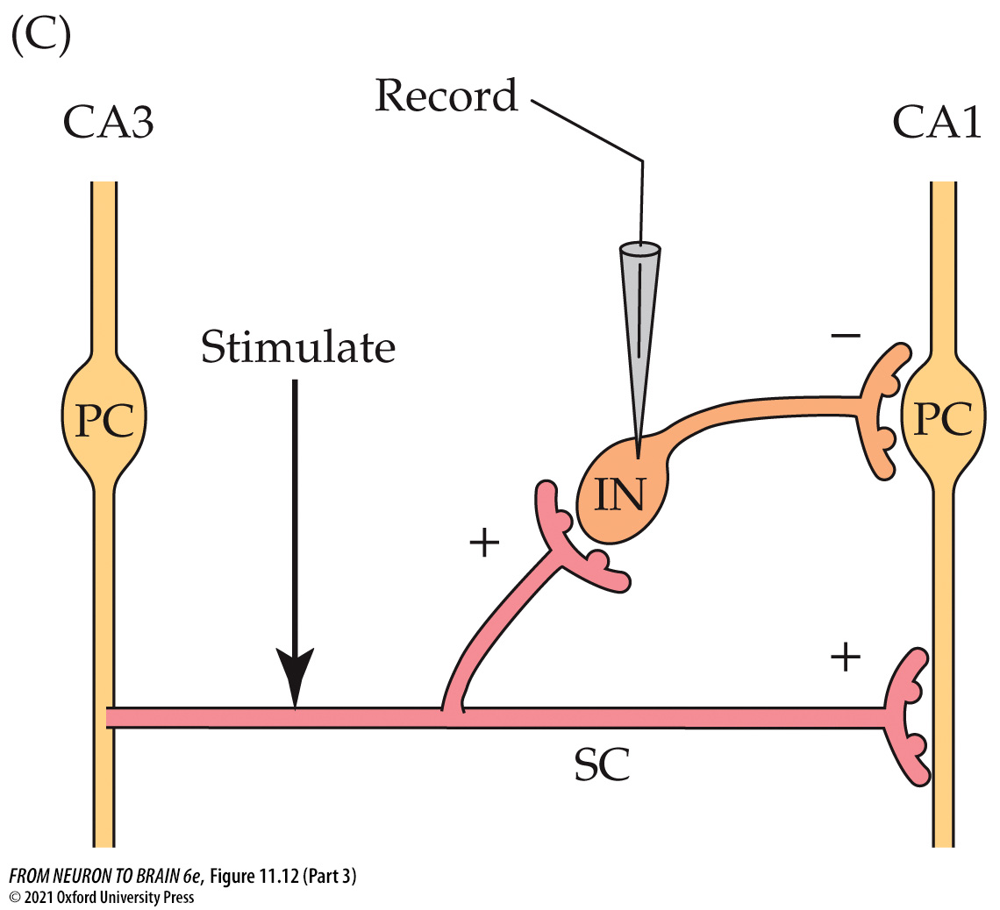 (C)
Record
CA3
CA1
Stimulate
−
PC
PC
IN
+
+
SC
FROM NEURON TO BRAIN 6e, Figure 11.12 (Part 3)
© 2021 Oxford University Press